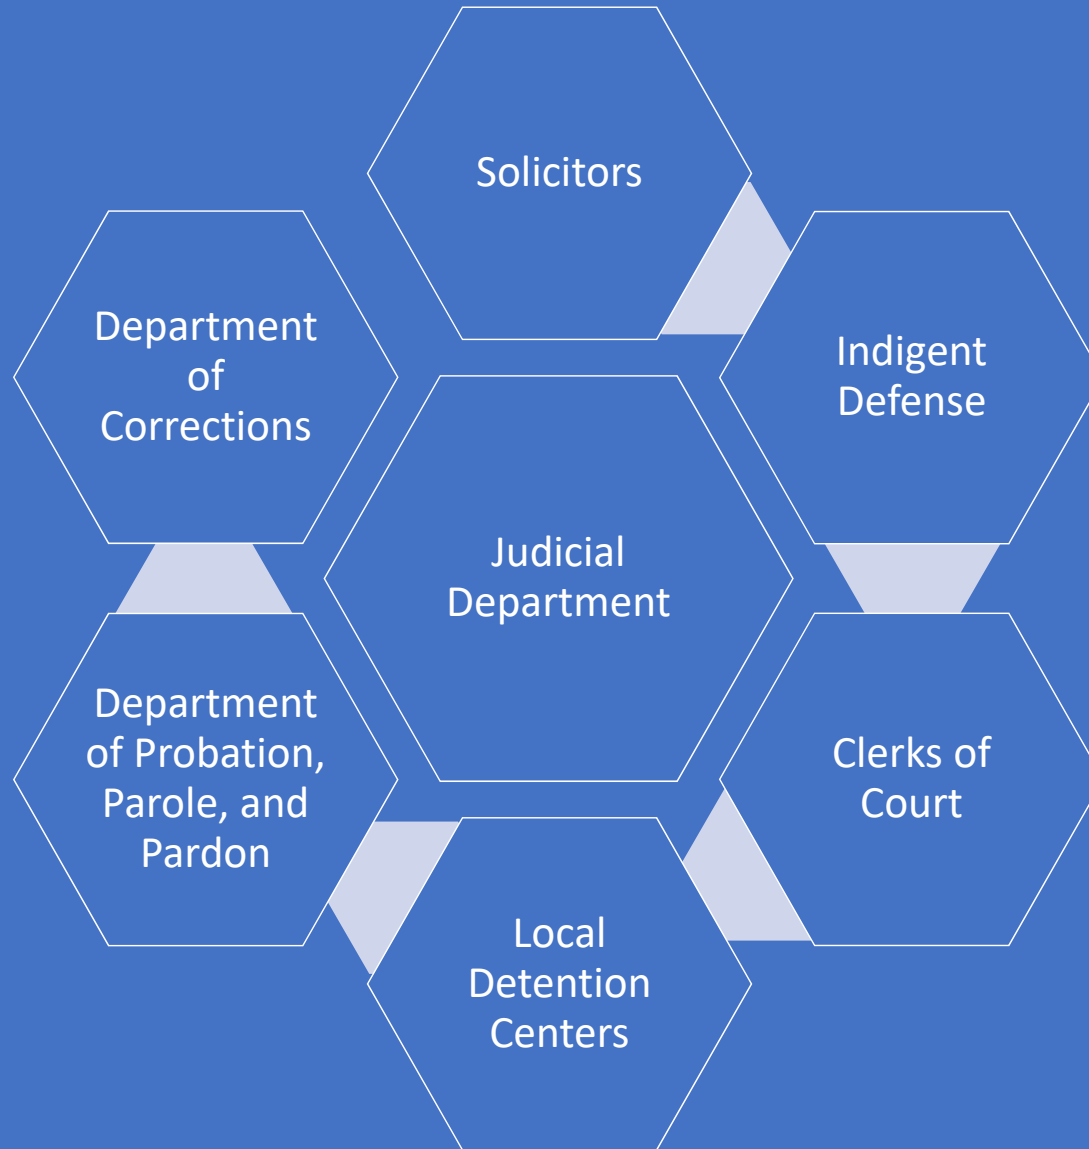 Solicitors
Indigent
Defense
Clerks of
Court
Local
Detention
Centers
Department
of Probation,
Parole, and
Pardon
Department
of
Corrections
Judicial
Department